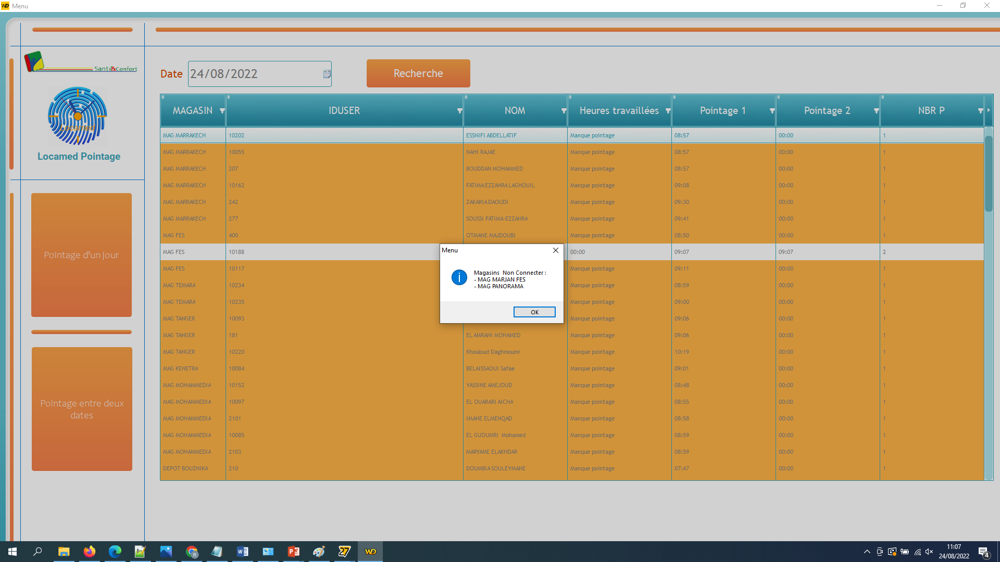 Menu
Santé&Confort
Locamed
Locamed Pointage
Pointage d'un jour
Pointage entre deux
dates
Date 24/08/2022 Recherche
MAGASIN IDUSER NOM Heures travaillées Pointage 1 Pointage 2 NBR P
MAG MARRAKECH 10202 ESSNIFI ABDELLATIF Manque pointage 08:57 00:00 1
MAG MARRAKECH 10055 NAHI RAJAE Manque pointage 08:57 00:00 1
MAG MARRAKECH 207 BOUDDAN MOHAMMED Manque pointage 08:57 00:00 1
MAG MARRAKECH 10162 FATIMA EZZAHRA LAGHOUIL Manque pointage 09:08 00:00 1
MAG MARRAKECH 242 ZAKARIA DAOUDI Manque pointage 09:30 00:00 1
MAG MARRAKECH 277 SOUSSI FATIMA-EZZAHRA Manque pointage 09:41 00:00 1
MAG FES 400 OTMANE MAJDOUBI Manque pointage 08:50 00:00 1
MAG FES 10188 00:00 09:07 09:07 2
MAG FES 10117 Manque pointage 09:11 00:00 1
MAG TEMARA 10234 Manque pointage 08:59 00:00 1
MAG TEMARA 10235 Manque pointage 09:00 00:00 1
MAG TANGER 10093 Manque pointage 09:06 00:00 1
MAG TANGER 181 EL AMRANI MOHAMED Manque pointage 09:06 00:00 1
MAG TANGER 10220 Khouloud Daghmoumi Manque pointage 10:19 00:00 1
MAG KENETRA 10084 BELAISSAOUI Safae Manque pointage 09:01 00:00 1
MAG MOHAMMEDIA 10152 YASSINE AMEJOUD Manque pointage 08:48 00:00 1
MAG MOHAMMEDIA 10097 EL OUARARI AICHA Manque pointage 08:55 00:00 1
MAG MOHAMMEDIA 2101 IMANE ELMENQAD Manque pointage 08:58 00:00 1
MAG MOHAMMEDIA 10085 EL GUOUMRI Mohamed Manque pointage 08:59 00:00 1
MAG MOHAMMEDIA 2103 MARYAME ELAKHDAR Manque pointage 08:59 00:00 1
DEPOT BOUZNIKA 210 DOUMBIA SOULEYMANE Manque pointage 07:47 00:00 1
Menu
Magasins Non Connecter :
- MAG MARJAN FES
- MAG PANORAMA
OK
11:07
24/08/2022
4